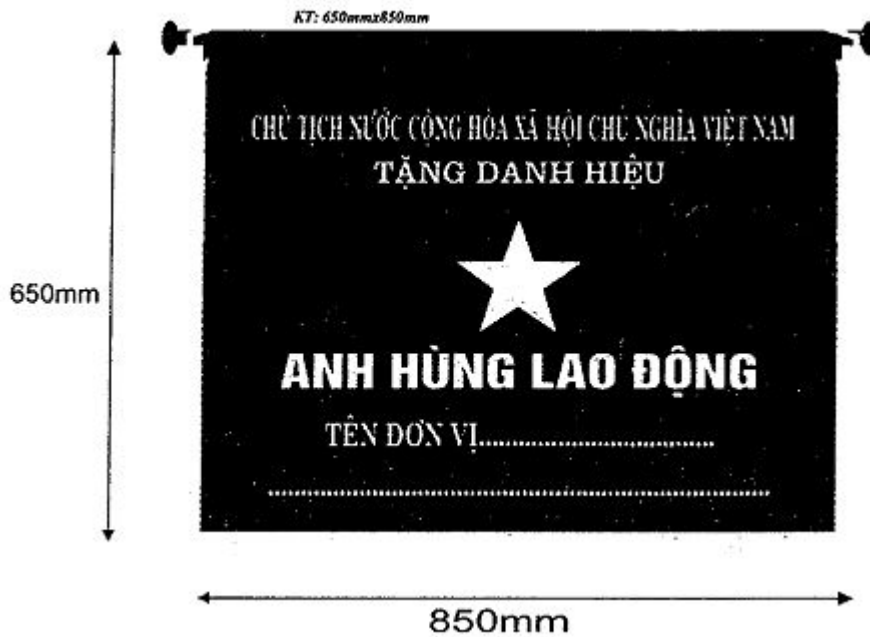 KT: 650mmx850mm
CHỦ TỊCH NƯỚC CỘNG HÒA XÃ HỘI CHỦ NGHĨA VIỆT NAM
TẶNG DANH HIỆU
650mm
ANH HÙNG LAO ĐỘNG
TÊN ĐƠN VỊ..............................
................................................................
850mm